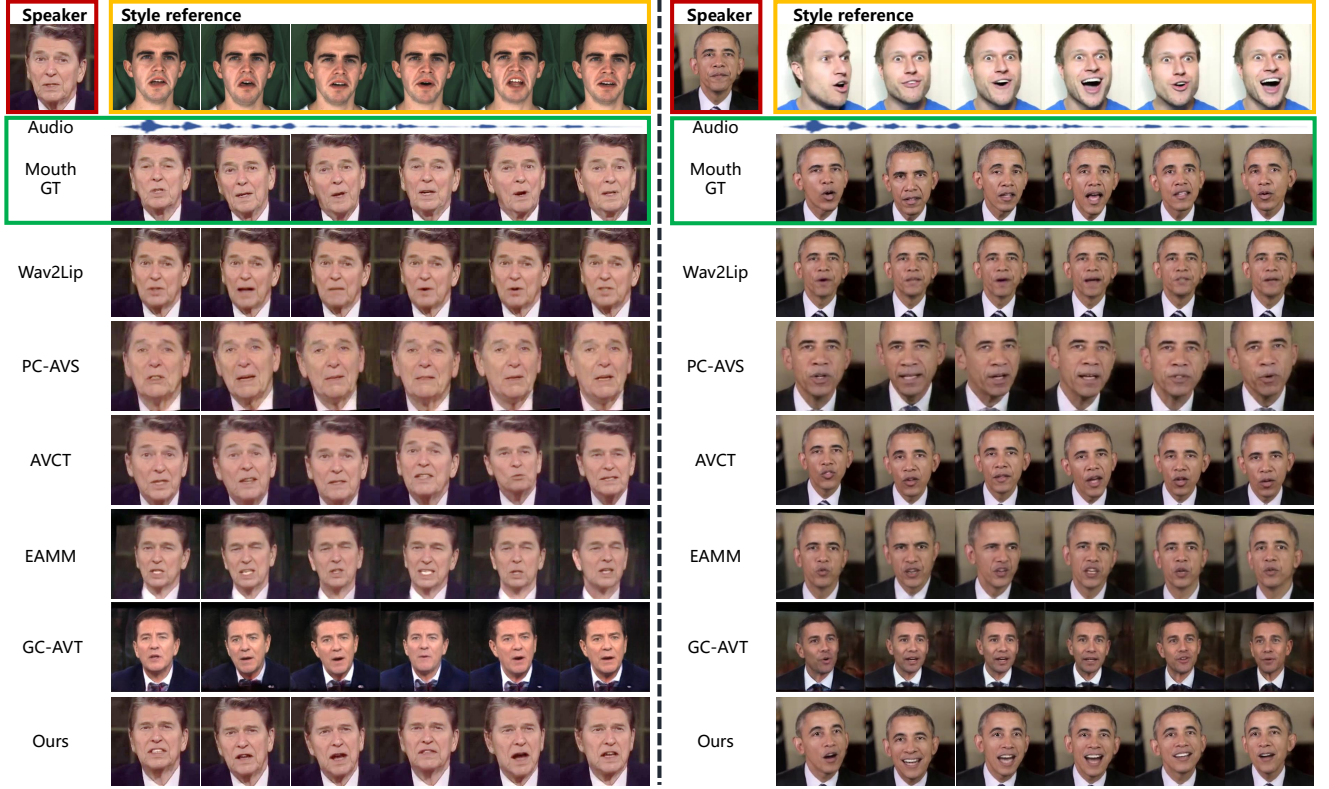 Speaker
Style reference
Speaker
Style reference
Audio
Mouth
GT
Audio
Mouth
GT
Wav2Lip
Wav2Lip
PC-AVS
PC-AVS
AVCT
AVCT
EAMM
EAMM
GC-AVT
GC-AVT
Ours
Ours